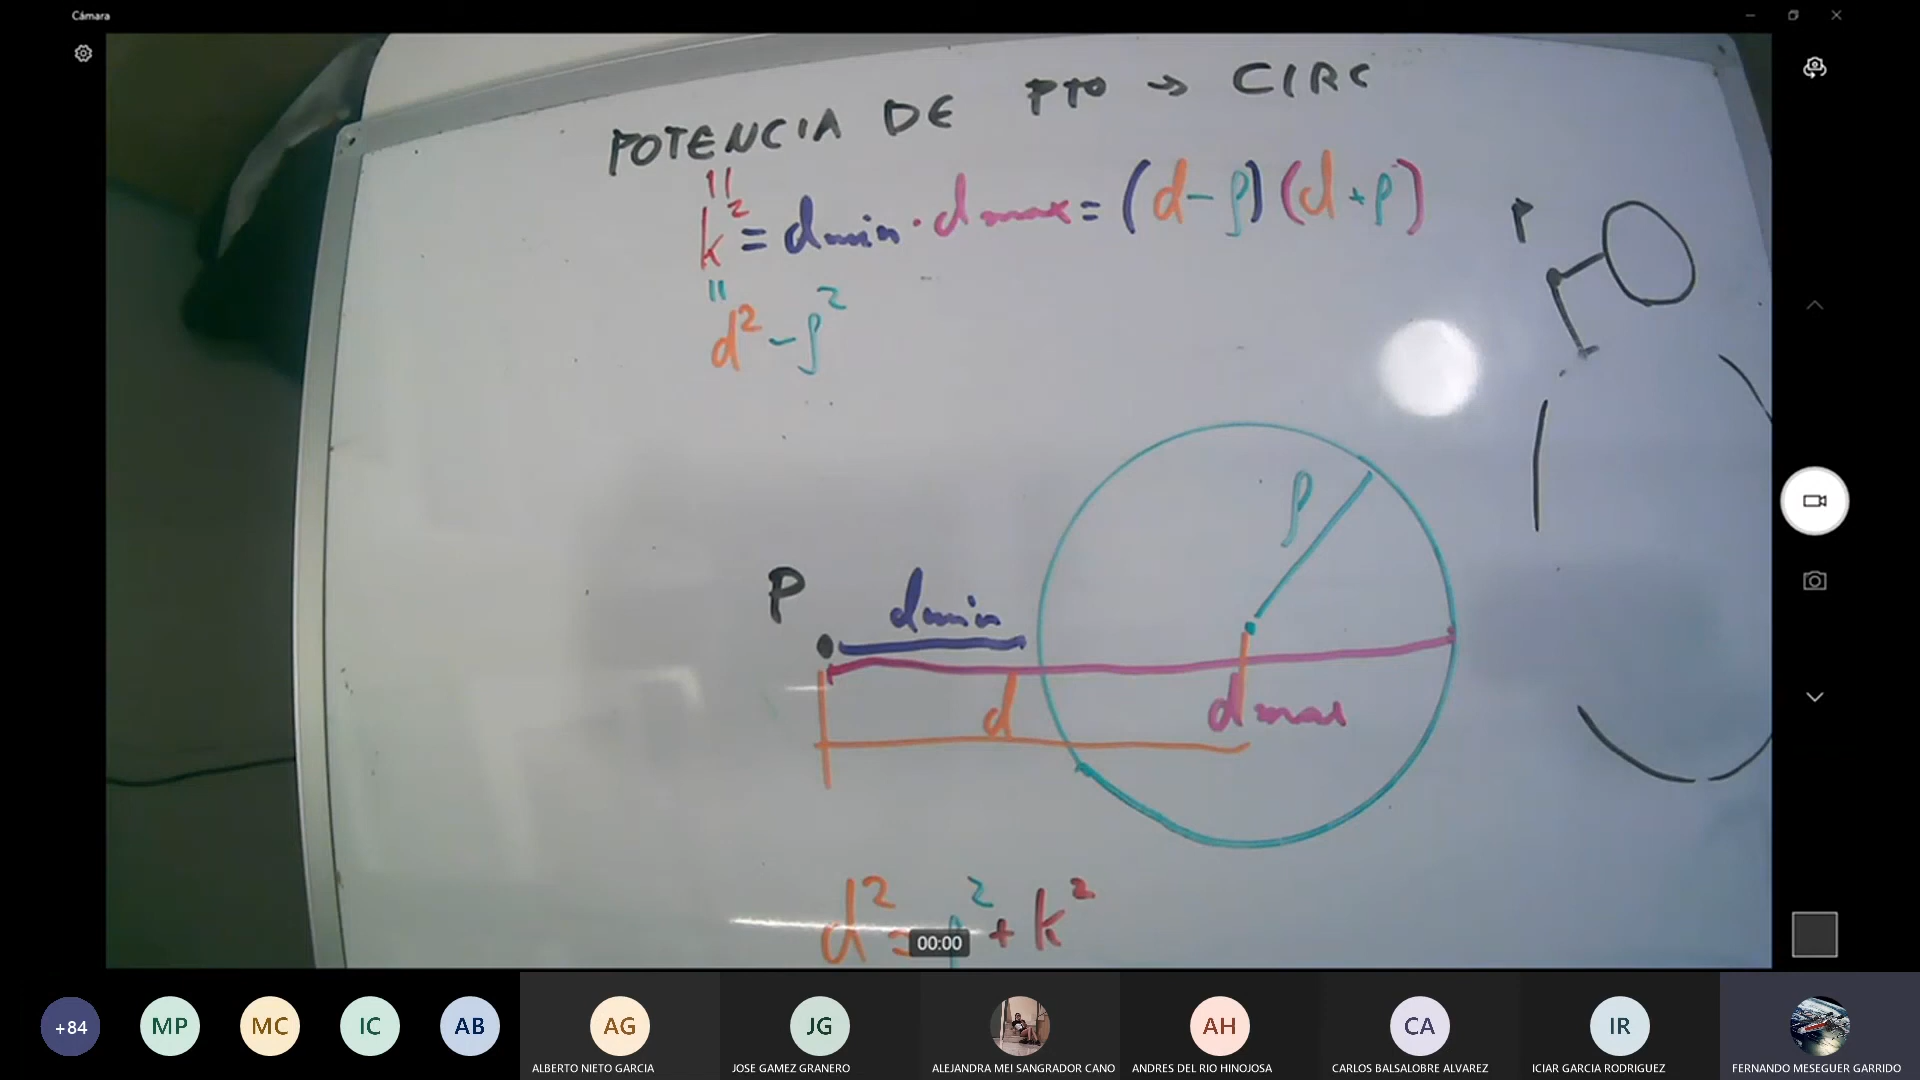 Cámara
POTENCIA DE PTO → CIRC
"
k² = dmin · dmax = (d-ρ)(d+ρ)
"
d² - ρ²
P
ρ
P
dmin
d
dmax
d² = ρ² + k²
00:00
+84
MP
MC
IC
AB
AG
JG
AH
CA
IR
ALBERTO NIETO GARCIA
JOSE GAMEZ GRANERO
ALEJANDRA MEI SANGRADOR CANO
ANDRES DEL RIO HINOJOSA
CARLOS BALSALOBRE ALVAREZ
ICIAR GARCIA RODRIGUEZ
FERNANDO MESEGUER GARRIDO